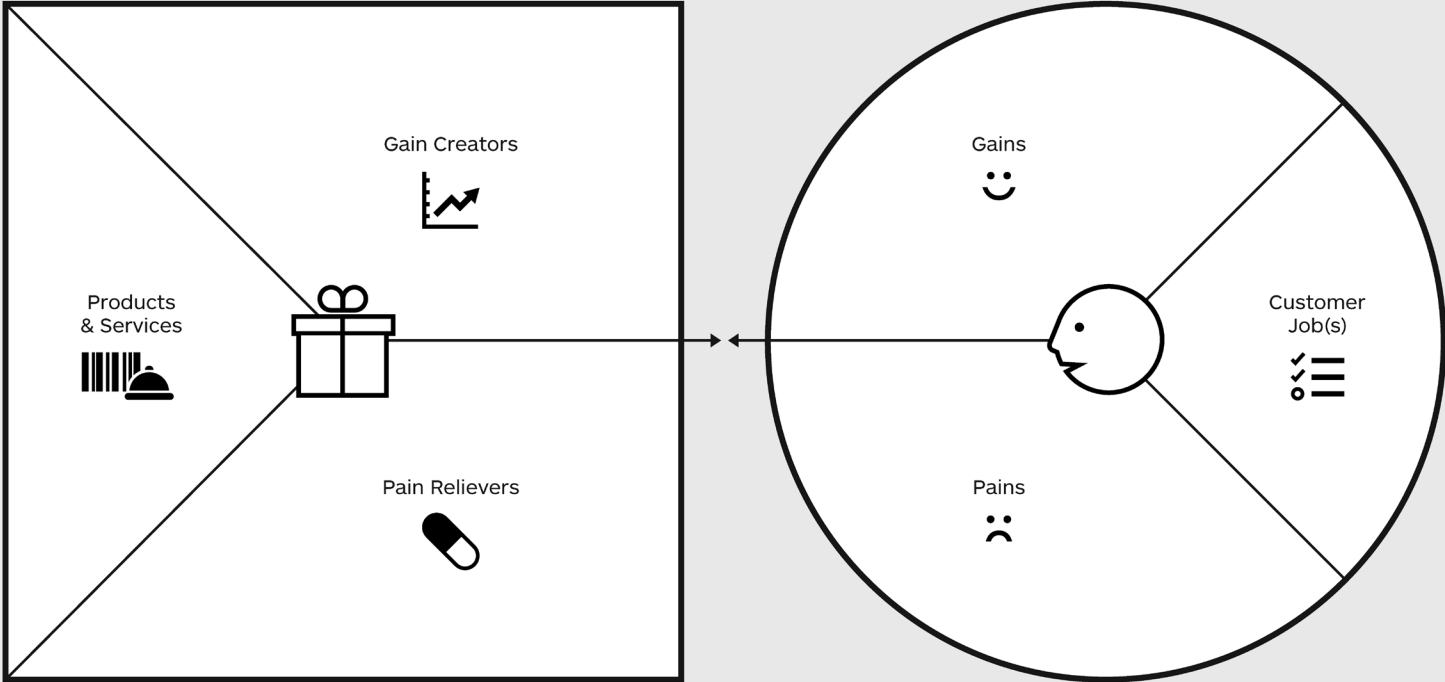 Gain Creators
Products
& Services
Pain Relievers
Gains
Customer
Job(s)
Pains